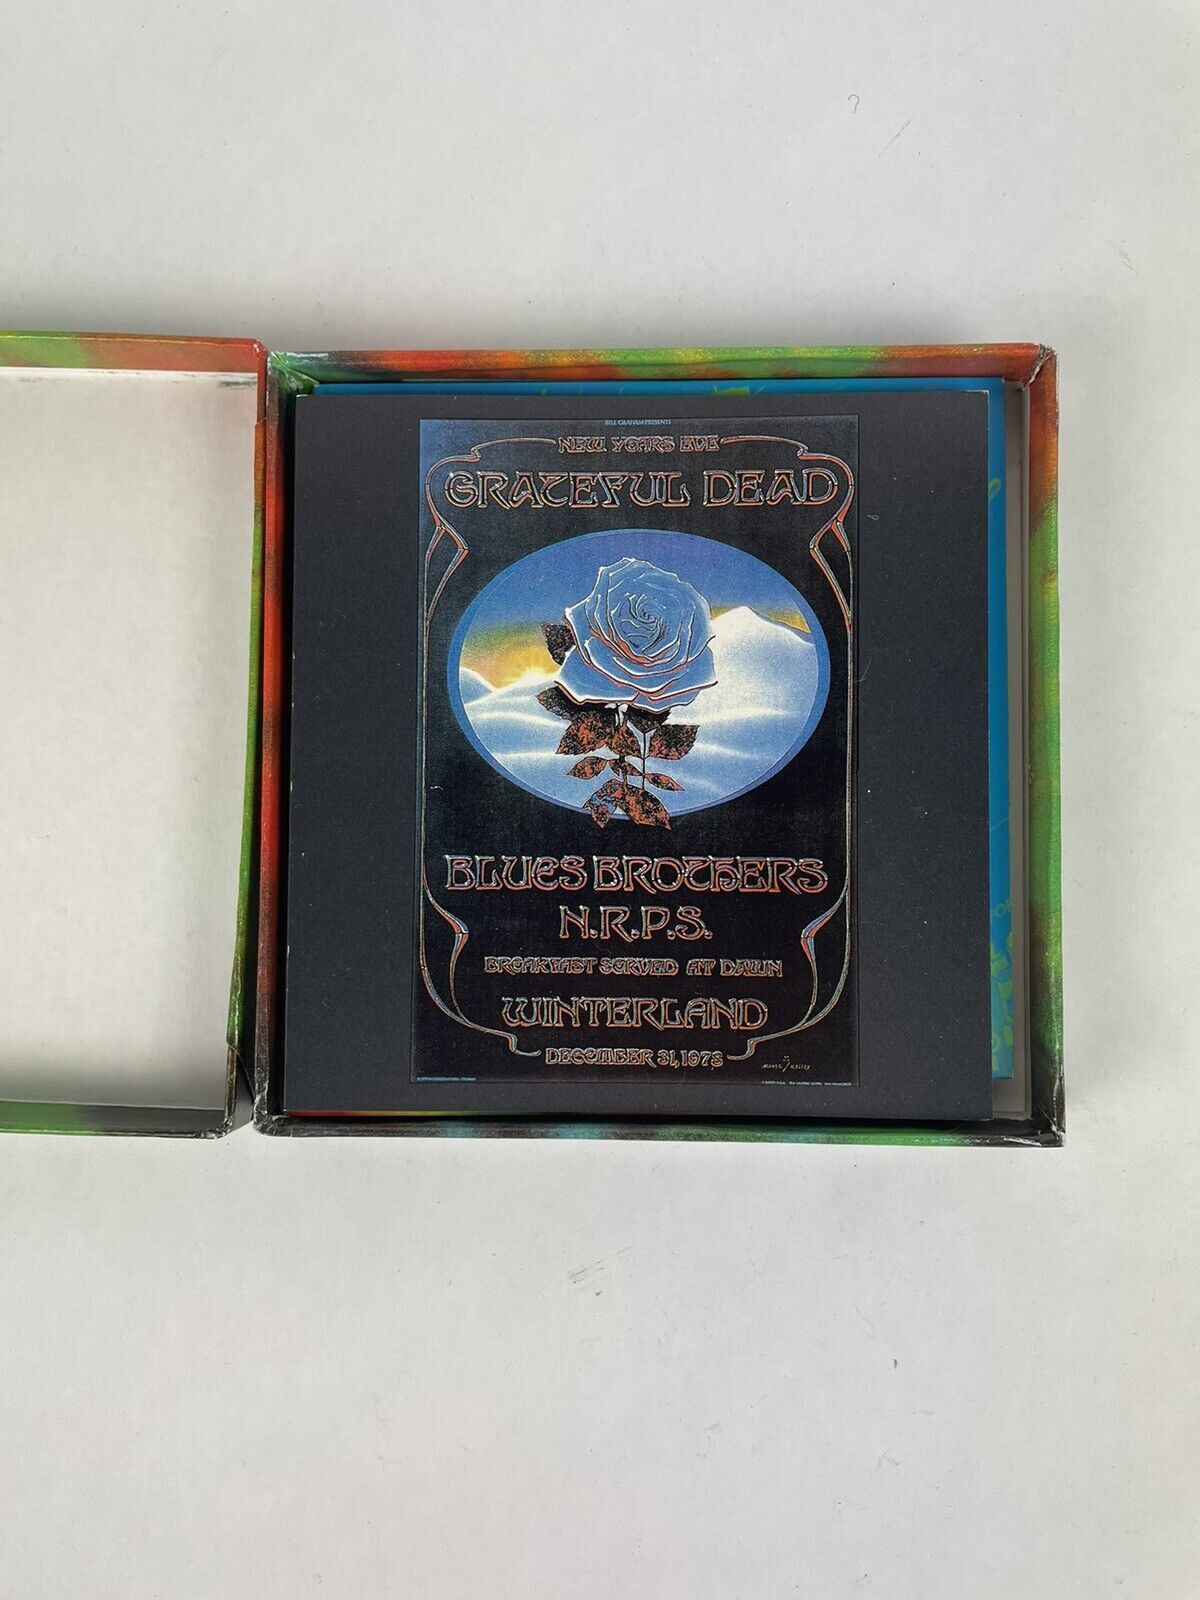 BILL GRAHAM PRESENTS
NEW YEARS EVE
GRATEFUL DEAD
BLUES BROTHERS
N.R.P.S.
BREAKFAST SERVED AT DAWN
WINTERLAND
DECEMBER 31, 1978